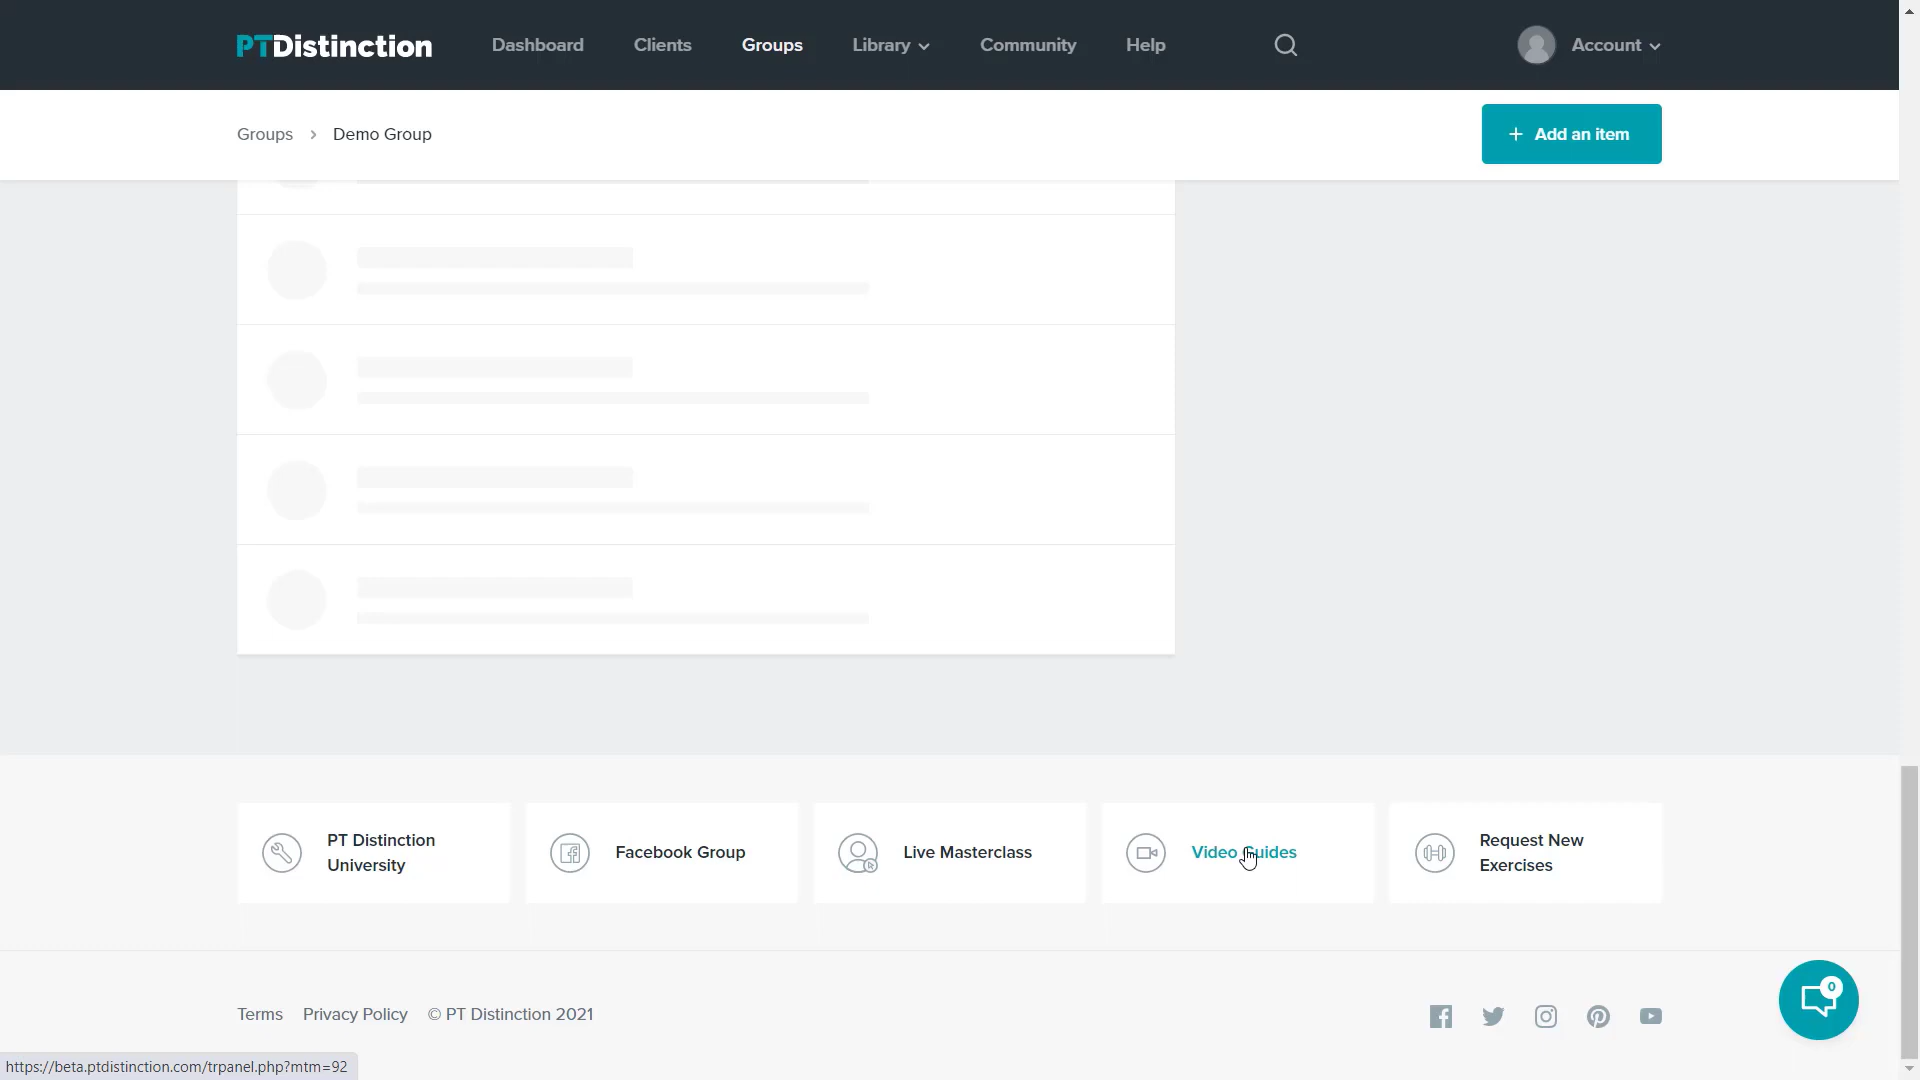 PTDistinction
Dashboard
Clients
Groups
Library
Community
Help
Account
Groups > Demo Group
+ Add an item
PT Distinction
University
Facebook Group
Live Masterclass
Video Guides
Request New
Exercises
0
Terms
Privacy Policy
© PT Distinction 2021
https://beta.ptdistinction.com/trpanel.php?mtm=92